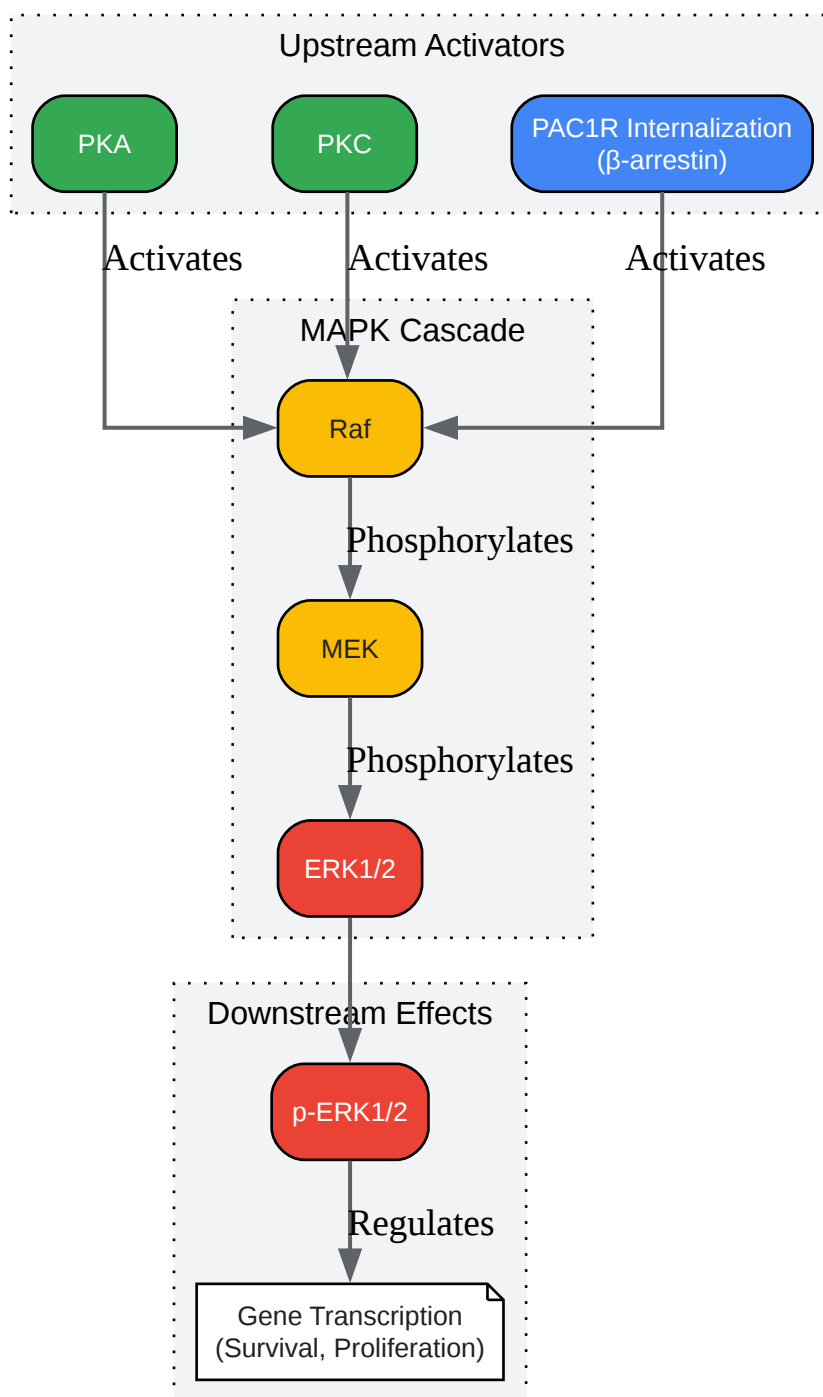 Upstream Activators
PKA
PKC
PAC1R Internalization
(β-arrestin)
Activates
Activates
Activates
MAPK Cascade
Raf
Phosphorylates
MEK
Phosphorylates
ERK1/2
Downstream Effects
p-ERK1/2
Regulates
Gene Transcription
(Survival, Proliferation)